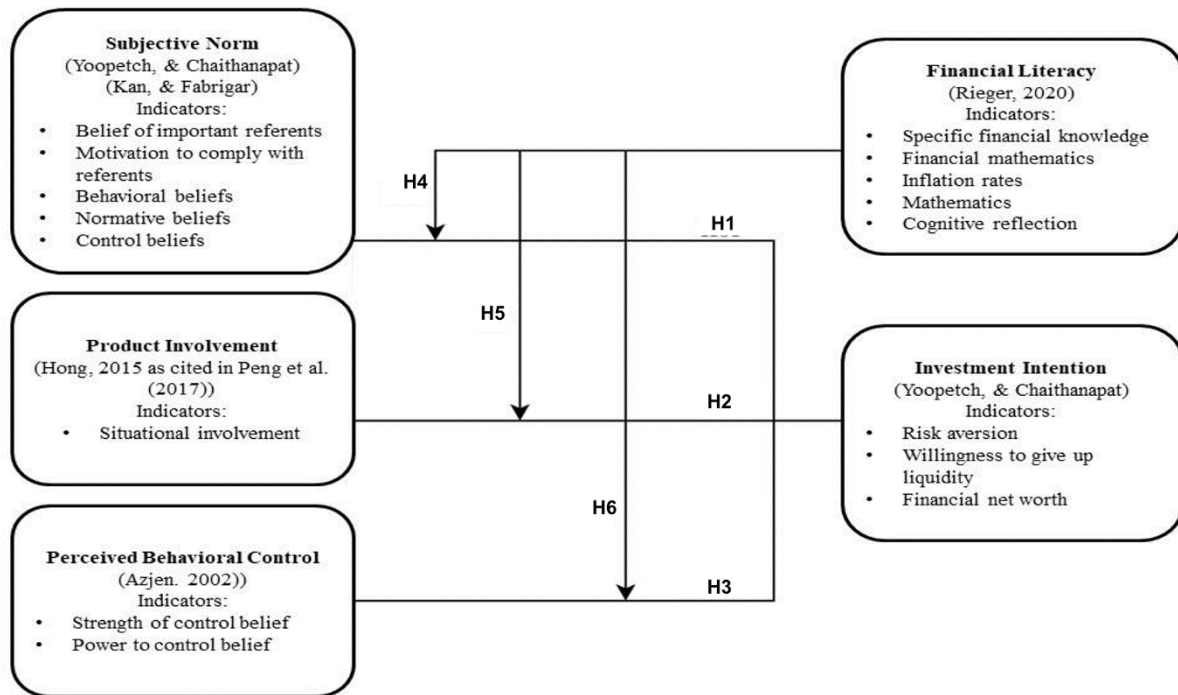 Subjective Norm
(Yoopetch, & Chaithanapat)
(Kan, & Fabrigar)
Indicators:
• Belief of important referents
• Motivation to comply with
referents
• Behavioral beliefs
• Normative beliefs
• Control beliefs
Product Involvement
(Hong, 2015 as cited in Peng et al.
(2017))
Indicators:
• Situational involvement
Perceived Behavioral Control
(Azjen. 2002))
Indicators:
• Strength of control belief
• Power to control belief
H4
H1
H5
H2
H6
H3
Financial Literacy
(Rieger, 2020)
Indicators:
• Specific financial knowledge
• Financial mathematics
• Inflation rates
• Mathematics
• Cognitive reflection
Investment Intention
(Yoopetch, & Chaithanapat)
Indicators:
• Risk aversion
• Willingness to give up
liquidity
• Financial net worth